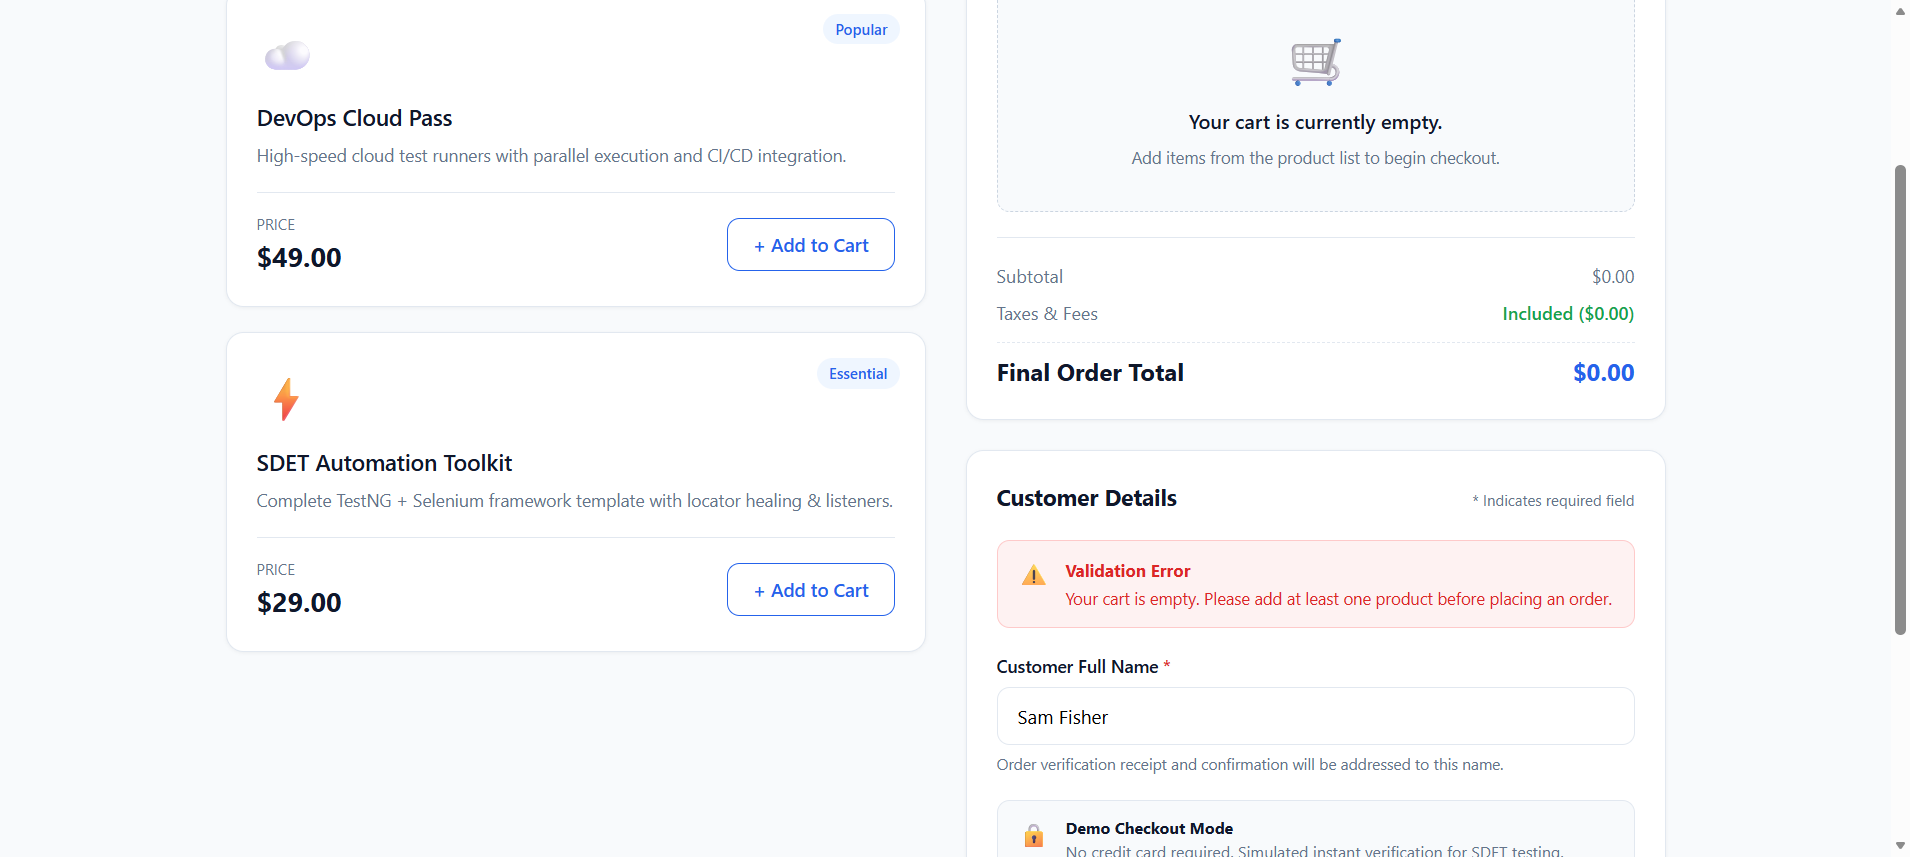 Popular
DevOps Cloud Pass
High-speed cloud test runners with parallel execution and CI/CD integration.
PRICE
$49.00
+ Add to Cart
Essential
SDET Automation Toolkit
Complete TestNG + Selenium framework template with locator healing & listeners.
PRICE
$29.00
+ Add to Cart
Your cart is currently empty.
Add items from the product list to begin checkout.
Subtotal $0.00
Taxes & Fees Included ($0.00)
Final Order Total $0.00
Customer Details * Indicates required field
Validation Error
Your cart is empty. Please add at least one product before placing an order.
Customer Full Name *
Sam Fisher
Order verification receipt and confirmation will be addressed to this name.
Demo Checkout Mode
No credit card required. Simulated instant verification for SDET testing.